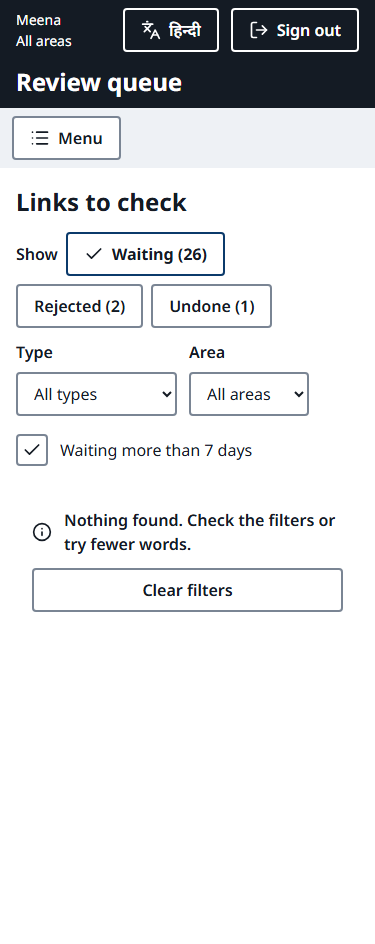 Meena
All areas
हिन्दी
Sign out
Review queue
Menu
Links to check
Show
Waiting (26)
Rejected (2)
Undone (1)
Type
Area
All types
All areas
Waiting more than 7 days
Nothing found. Check the filters or
try fewer words.
Clear filters